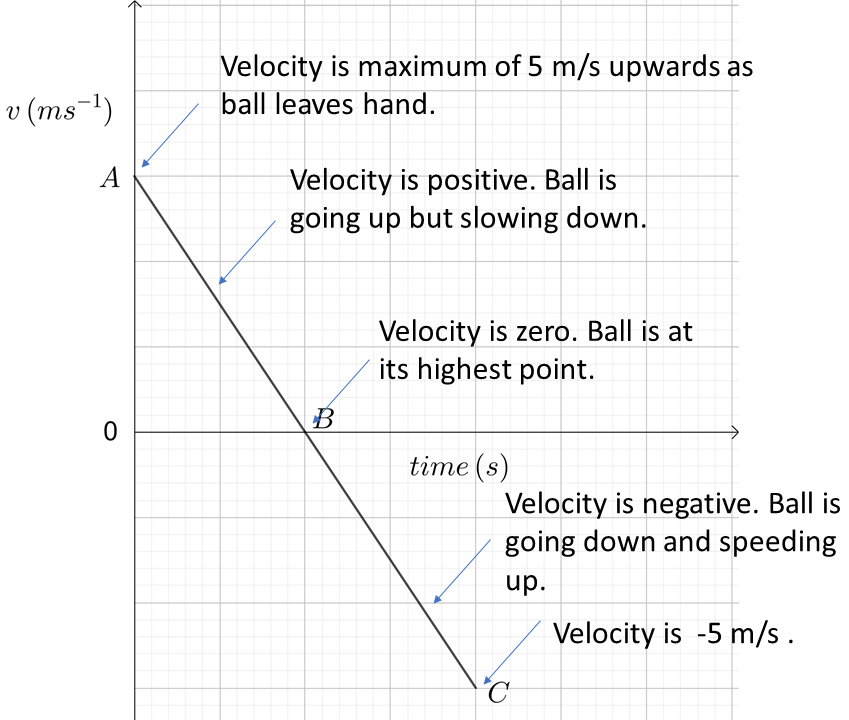 Velocity is maximum of 5 m/s upwards as
ball leaves hand.
v (ms⁻¹)
A
Velocity is positive. Ball is
going up but slowing down.
Velocity is zero. Ball is at
its highest point.
B
0
time (s)
Velocity is negative. Ball is
going down and speeding
up.
Velocity is  -5 m/s .
C